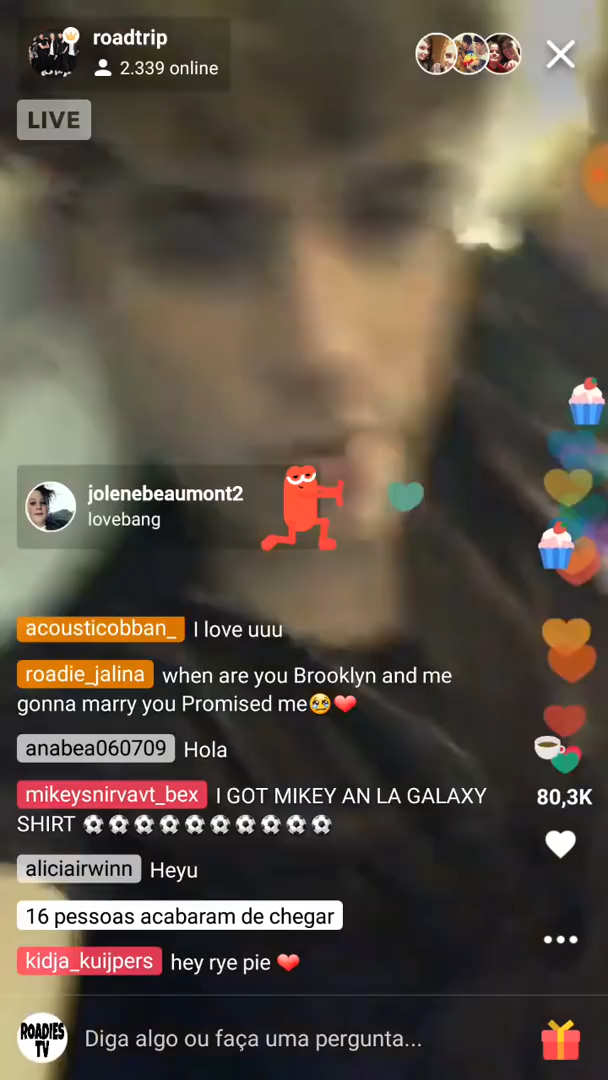 roadtrip
2.339 online
LIVE
jolenebeaumont2
lovebang
acousticobban_ I love uuu
roadie_jalina when are you Brooklyn and me
gonna marry you Promised me😢❤
anabea060709 Hola
mikeysnirvavt_bex I GOT MIKEY AN LA GALAXY
SHIRT ⚽⚽⚽⚽⚽⚽⚽⚽⚽⚽
80,3K
aliciairwinn Heyu
16 pessoas acabaram de chegar
kidja_kuijpers hey rye pie ❤
ROADIES
TV
Diga algo ou faça uma pergunta...